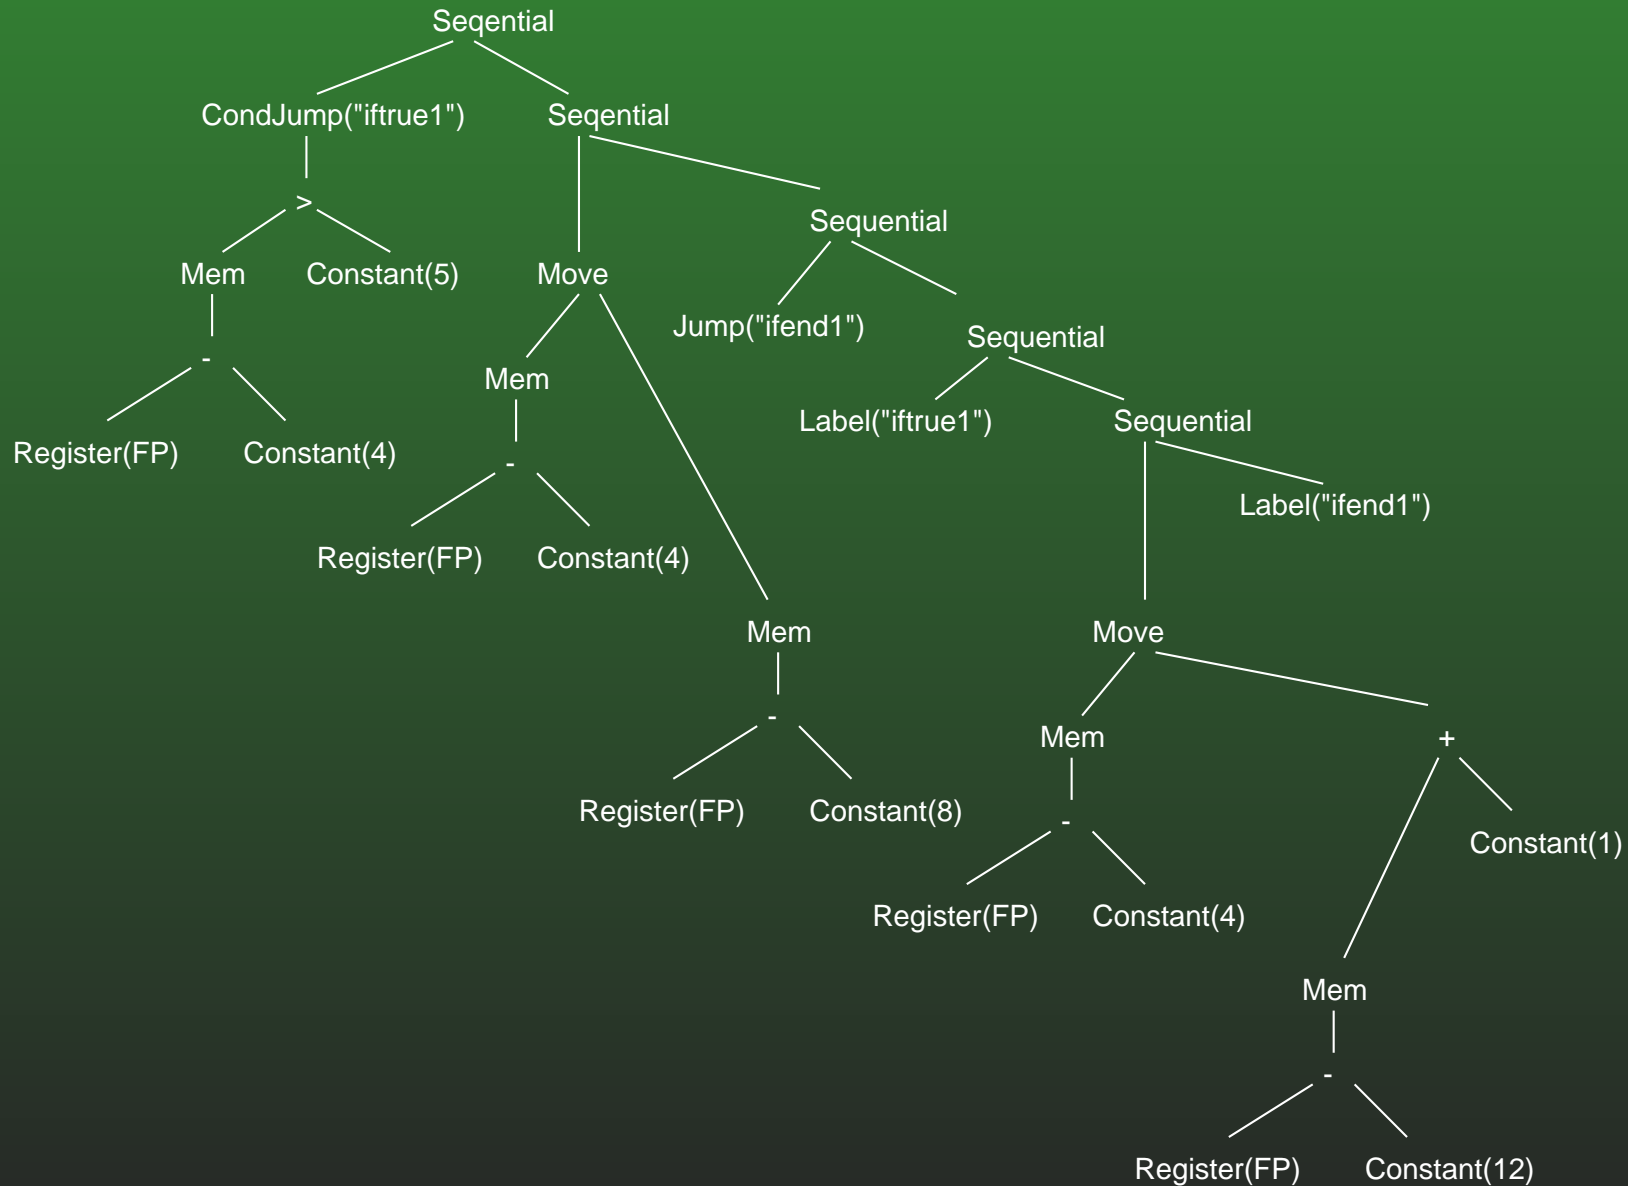 Seqential
CondJump("iftrue1") Seqential
>
Sequential
Mem Constant(5) Move
Jump("ifend1")
Sequential
-
Mem
Label("iftrue1") Sequential
Register(FP) Constant(4)
-
Label("ifend1")
Register(FP) Constant(4)
Mem Move
-
Mem +
Register(FP) Constant(8)
-
Constant(1)
Register(FP) Constant(4)
Mem
-
Register(FP) Constant(12)